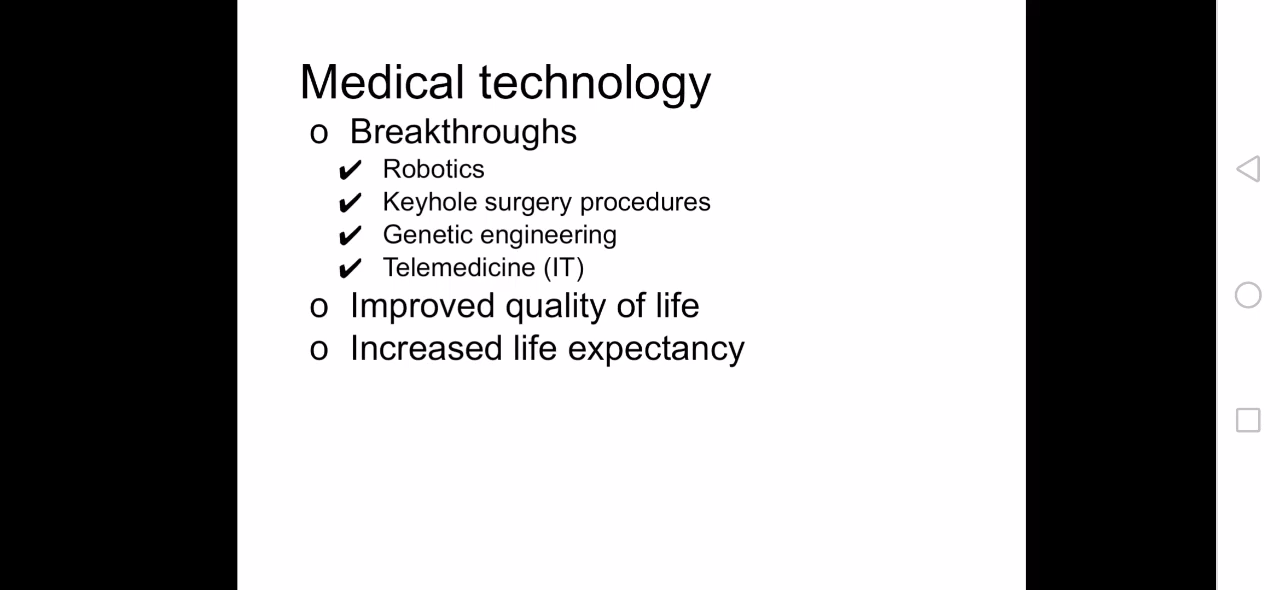 Medical technology
o Breakthroughs
✔ Robotics
✔ Keyhole surgery procedures
✔ Genetic engineering
✔ Telemedicine (IT)
o Improved quality of life
o Increased life expectancy